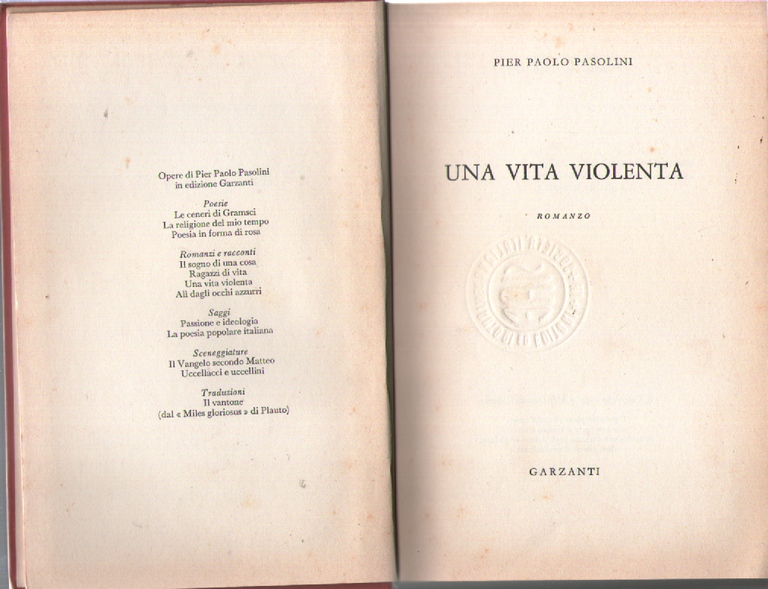 Opere di Pier Paolo Pasolini
in edizione Garzanti
Poesie
Le ceneri di Gramsci
La religione del mio tempo
Poesia in forma di rosa
Romanzi e racconti
Il sogno di una cosa
Ragazzi di vita
Una vita violenta
Alì dagli occhi azzurri
Saggi
Passione e ideologia
La poesia popolare italiana
Sceneggiature
Il Vangelo secondo Matteo
Uccellacci e uccellini
Traduzioni
Il vantone
(dal « Miles gloriosus » di Plauto)
PIER PAOLO PASOLINI
UNA VITA VIOLENTA
ROMANZO
GARZANTI